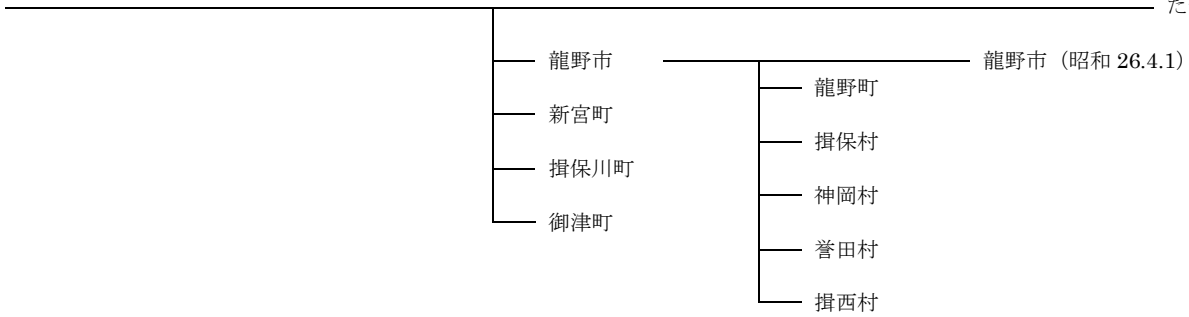 た
龍野市 龍野市（昭和 26.4.1）
龍野町
新宮町
揖保村
揖保川町
神岡村
御津町
誉田村
揖西村